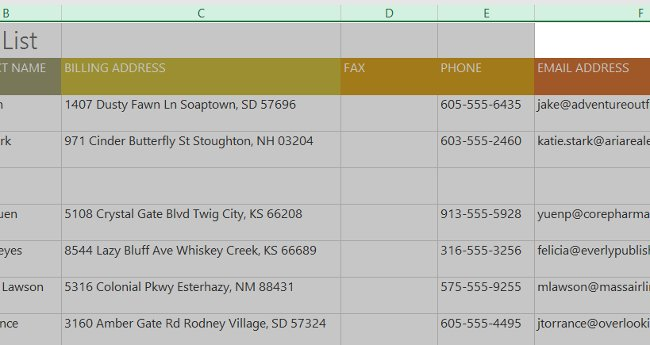 B C D E F
List
CT NAME BILLING ADDRESS FAX PHONE EMAIL ADDRESS
n 1407 Dusty Fawn Ln Soaptown, SD 57696 605-555-6435 jake@adventureoutf
rk 971 Cinder Butterfly St Stoughton, NH 03204 603-555-2460 katie.stark@ariareale
uen 5108 Crystal Gate Blvd Twig City, KS 66208 913-555-5928 yuenp@corepharma
eyes 8544 Lazy Bluff Ave Whiskey Creek, KS 66689 316-555-3256 felicia@everlypublish
Lawson 5316 Colonial Pkwy Esterhazy, NM 88431 575-555-9255 mlawson@massairli
nce 3160 Amber Gate Rd Rodney Village, SD 57324 605-555-4495 jtorrance@overlooki